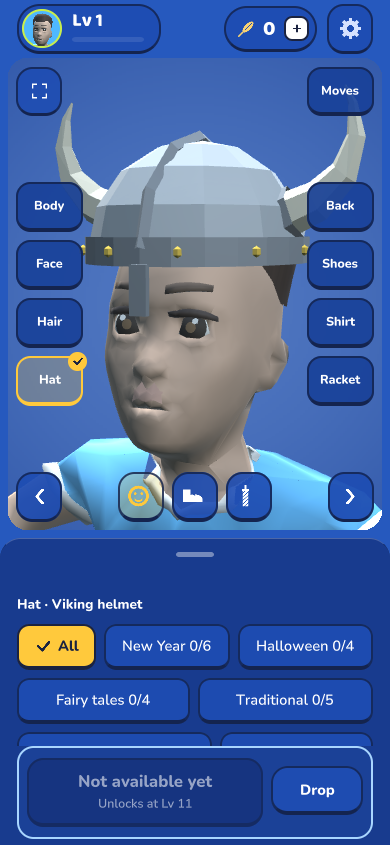 Lv 1
0
Moves
Body
Back
Face
Shoes
Hair
Shirt
Hat
Racket
Hat · Viking helmet
All
New Year 0/6
Halloween 0/4
Fairy tales 0/4
Traditional 0/5
Not available yet
Unlocks at Lv 11
Drop